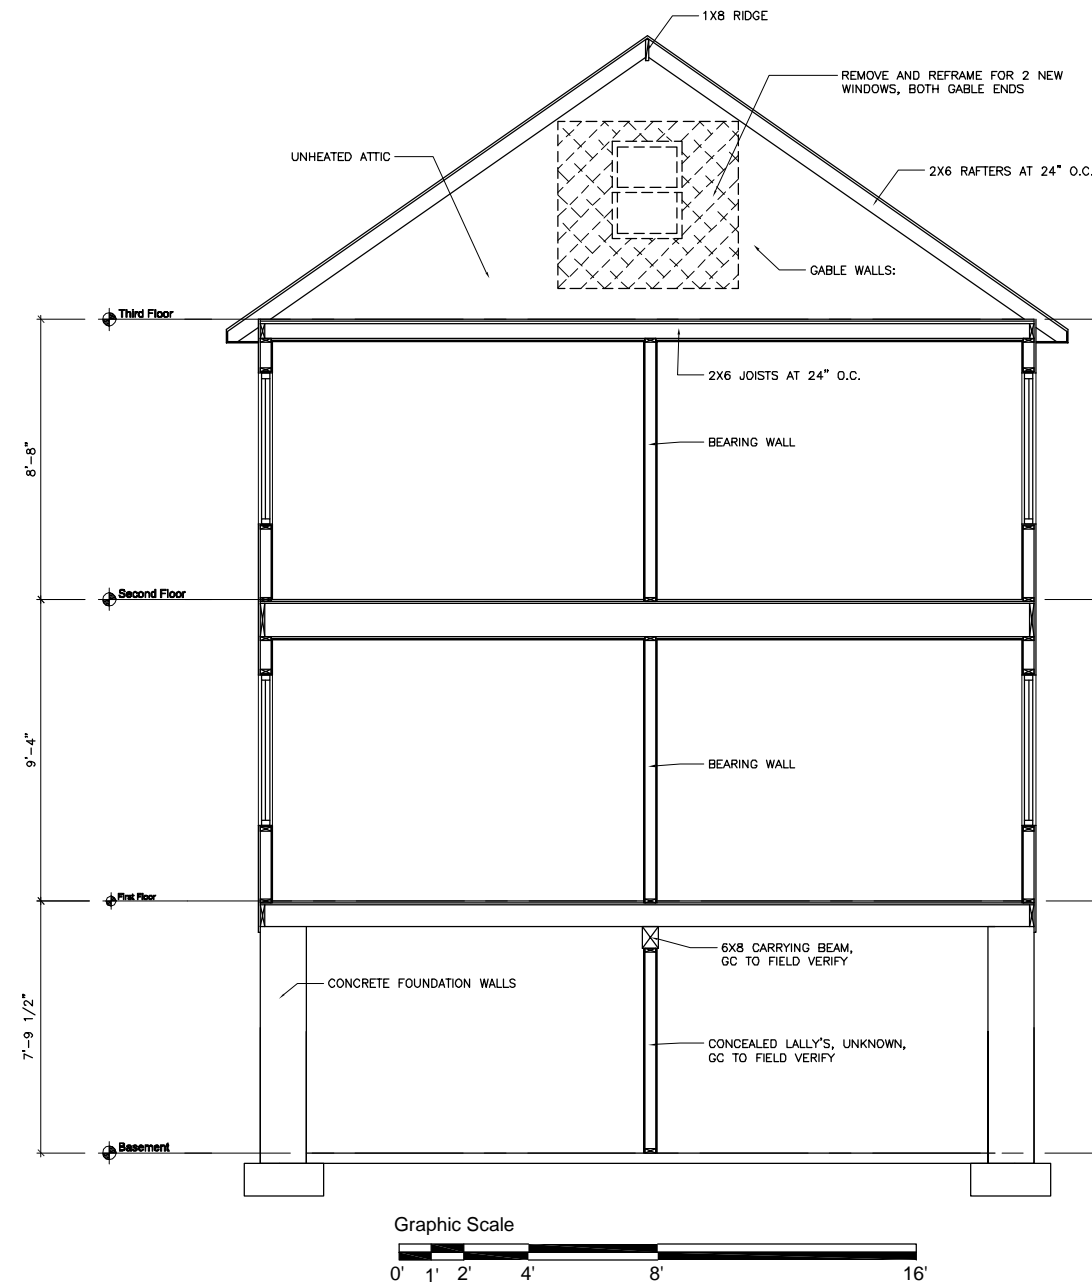 1X8 RIDGE
REMOVE AND REFRAME FOR 2 NEW
WINDOWS, BOTH GABLE ENDS
UNHEATED ATTIC
2X6 RAFTERS AT 24" O.C.
GABLE WALLS:
Third Floor
2X6 JOISTS AT 24" O.C.
8'-8"
BEARING WALL
Second Floor
9'-4"
BEARING WALL
First Floor
6X8 CARRYING BEAM,
GC TO FIELD VERIFY
CONCRETE FOUNDATION WALLS
7'-9 1/2"
CONCEALED LALLY'S, UNKNOWN,
GC TO FIELD VERIFY
Basement
Graphic Scale
0' 1' 2' 4' 8' 16'